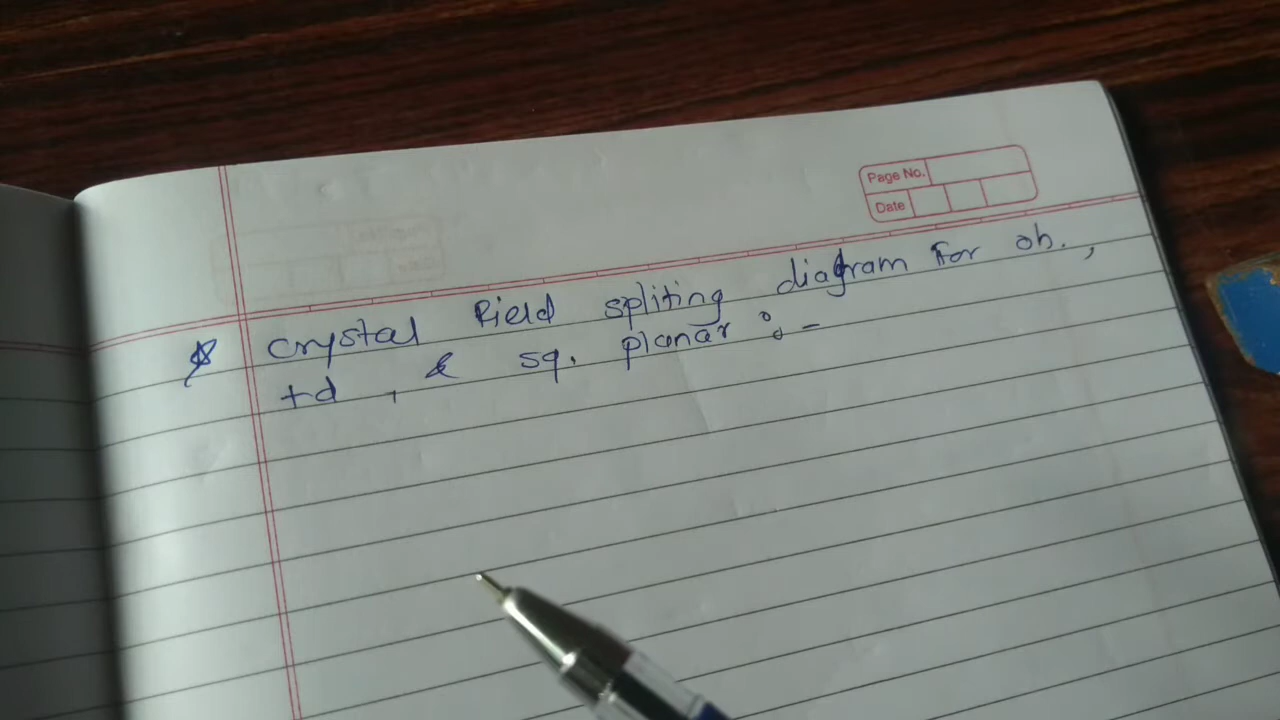 Page No.
Date
crystal field spliting diagram for oh. ,
td , & sq. planar :-